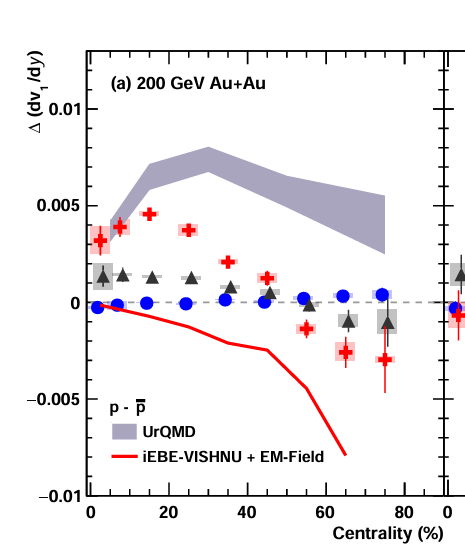 Δ (dv₁/dy)
(a) 200 GeV Au+Au
0.01
0.005
0
−0.005
−0.01
p - p̅
UrQMD
iEBE-VISHNU + EM-Field
0 20 40 60 80 0
Centrality (%)